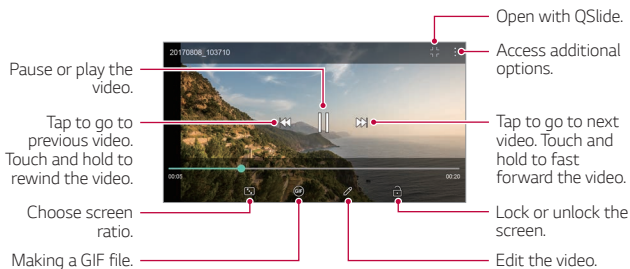 Open with QSlide.
Access additional
options.
20170808_103710
Pause or play the
video.
Tap to go to
previous video.
Touch and hold to
rewind the video.
Tap to go to next
video. Touch and
hold to fast
forward the video.
00:05
00:20
GIF
Choose screen
ratio.
Lock or unlock the
screen.
Making a GIF file.
Edit the video.